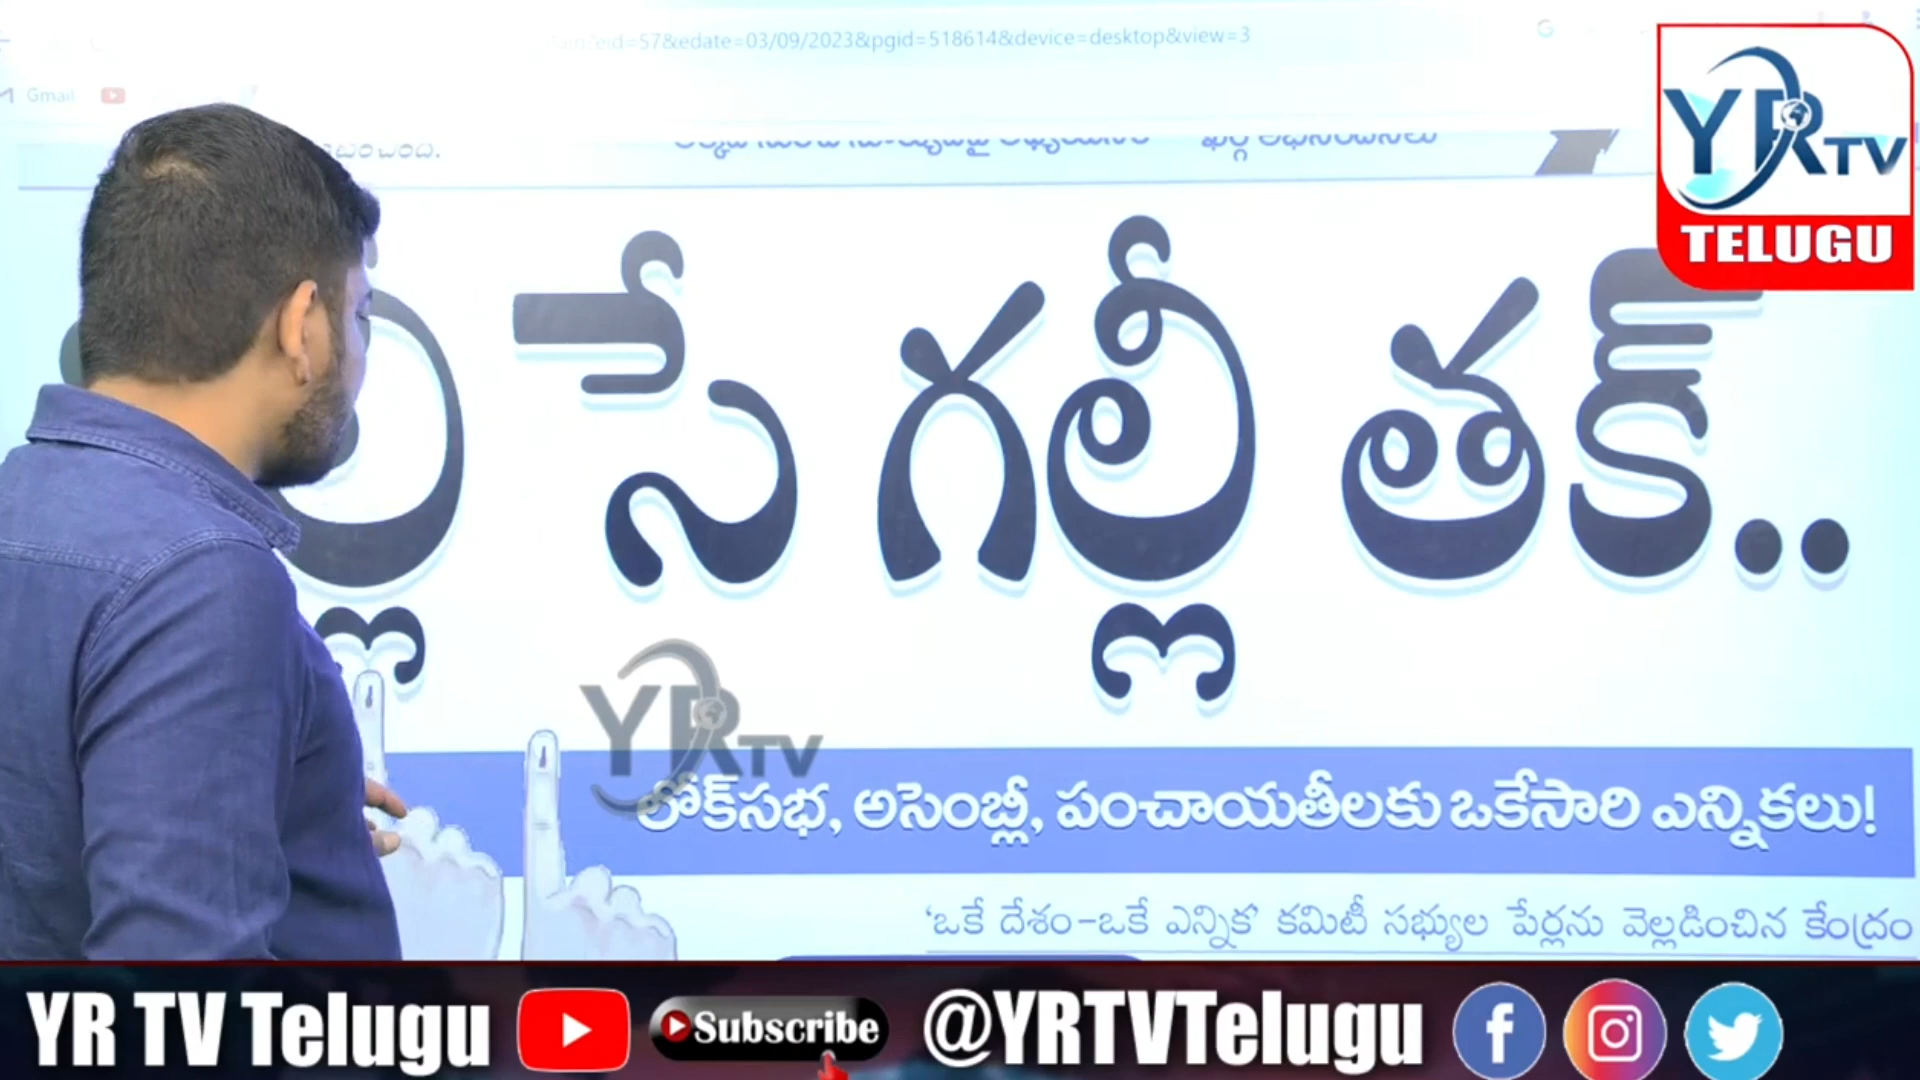 eid=57&edate=03/09/2023&pgid=518614&device=desktop&view=3
Gmail
YRTV
TELUGU
సే గల్లీ తక్..
YRTV
లోక్‌సభ, అసెంబ్లీ, పంచాయతీలకు ఒకేసారి ఎన్నికలు!
‘ఒకే దేశం-ఒకే ఎన్నిక’ కమిటీ సభ్యుల పేర్లను వెల్లడించిన కేంద్రం
YR TV Telugu
Subscribe
@YRTVTelugu